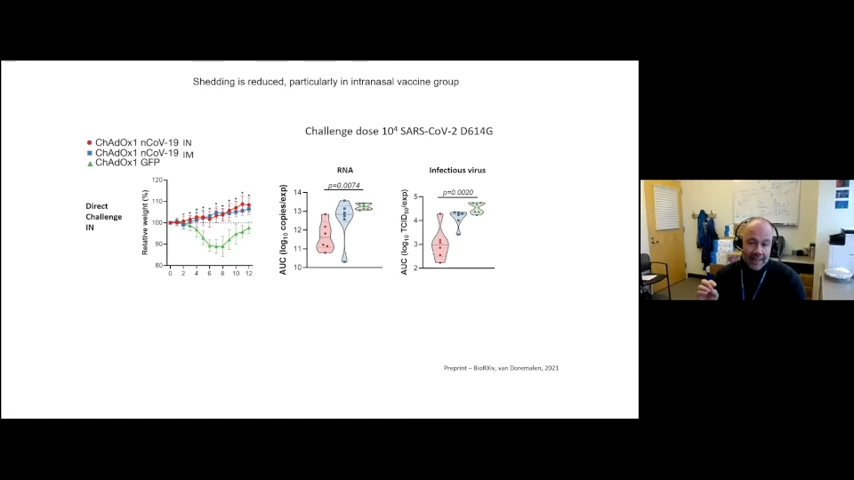 Shedding is reduced, particularly in intranasal vaccine group
Challenge dose 10⁴ SARS-CoV-2 D614G
ChAdOx1 nCoV-19 IN
ChAdOx1 nCoV-19 IM
ChAdOx1 GFP
Direct
Challenge
IN
Relative weight (%)
120
110
100
90
80
0 2 4 6 8 10 12
RNA
p=0.0074
AUC (log₁₀ copies/exp)
14
13
12
11
10
Infectious virus
p=0.0020
AUC (log₁₀ TCID₅₀/exp)
5
4
3
2
Preprint – BioRXiv, van Doremalen, 2021